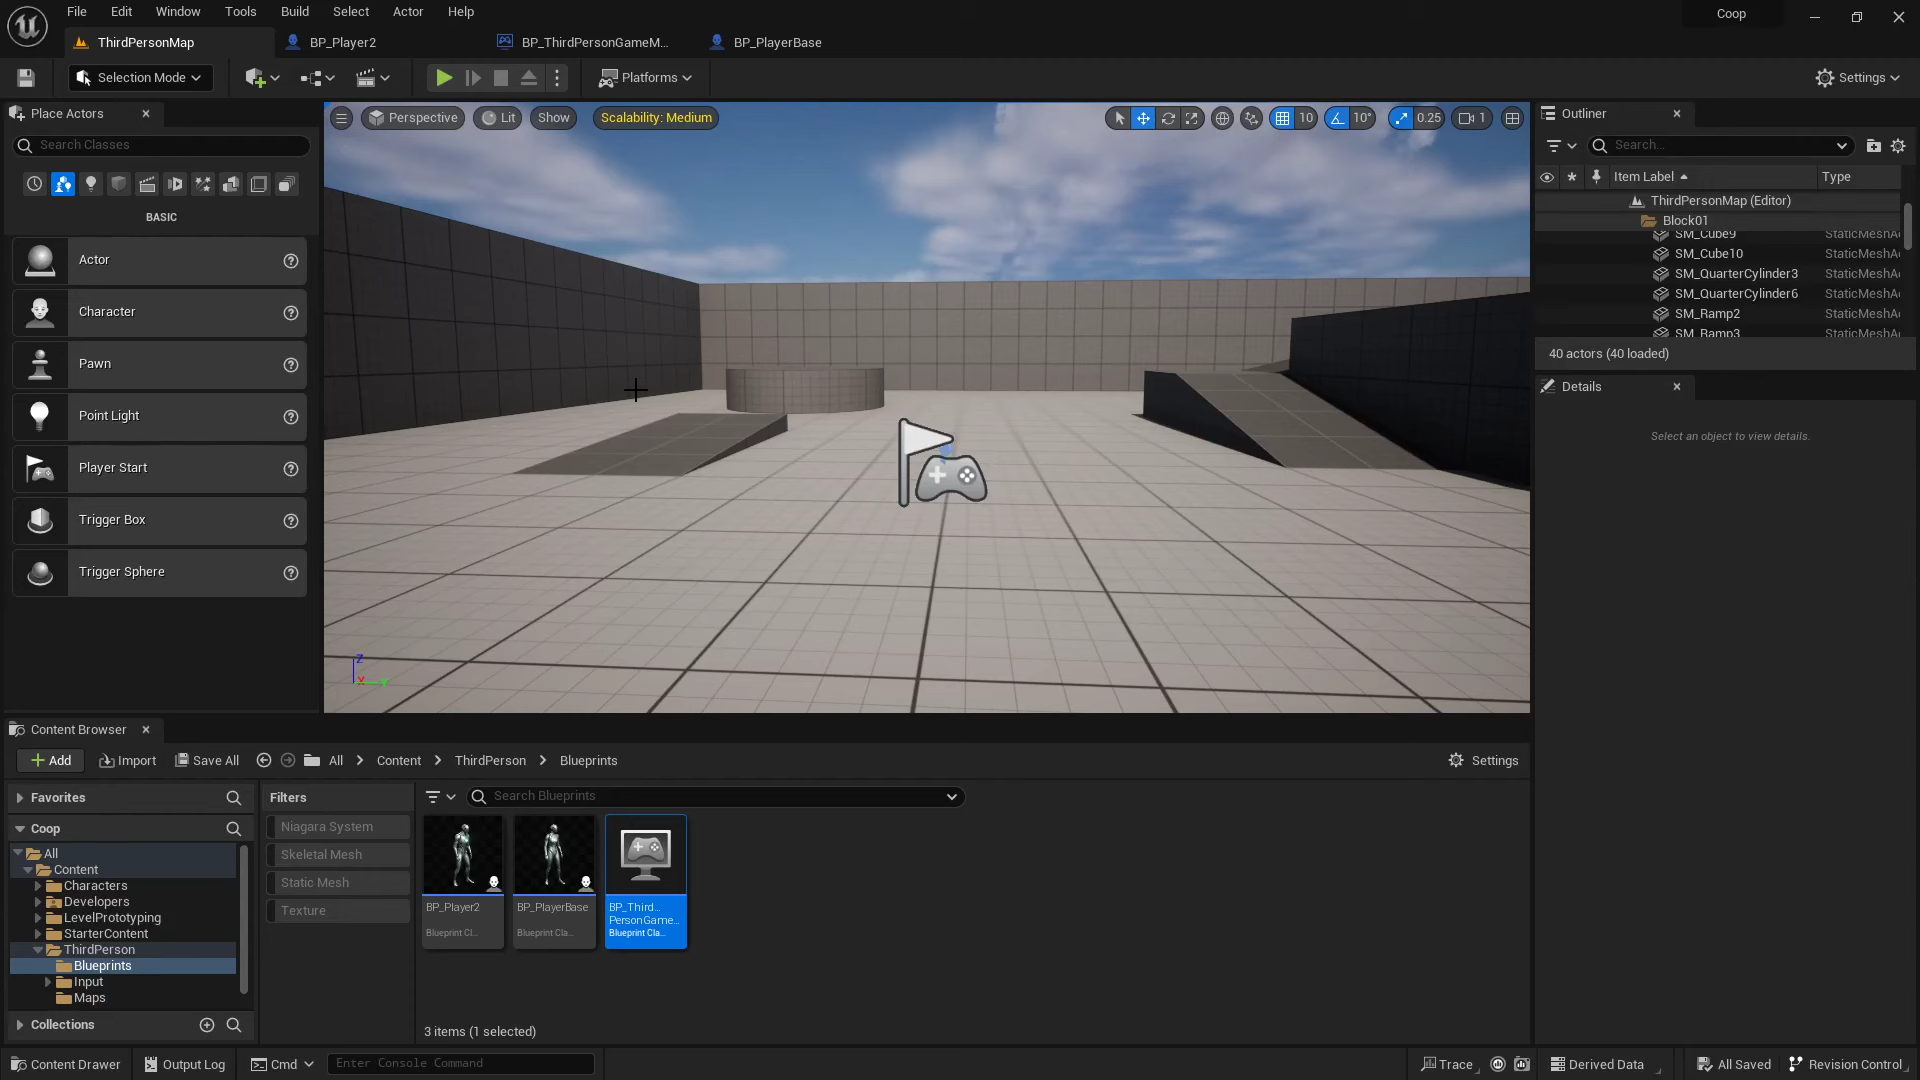 File Edit Window Tools Build Select Actor Help
Coop
ThirdPersonMap
BP_Player2
BP_ThirdPersonGameM...
BP_PlayerBase
Selection Mode
Platforms
Settings
Place Actors
Search Classes
BASIC
Actor
Character
Pawn
Point Light
Player Start
Trigger Box
Trigger Sphere
Perspective
Lit
Show
Scalability: Medium
10
10°
0.25
1
Z
X
Y
Outliner
Search...
Item Label
Type
ThirdPersonMap (Editor)
Block01
SM_Cube9 StaticMeshA
SM_Cube10 StaticMeshA
SM_QuarterCylinder3 StaticMeshA
SM_QuarterCylinder6 StaticMeshA
SM_Ramp2 StaticMeshA
SM_Ramp3 StaticMeshA
40 actors (40 loaded)
Details
Select an object to view details.
Content Browser
Add
Import
Save All
All
Content
ThirdPerson
Blueprints
Settings
Favorites
Coop
All
Content
Characters
Developers
LevelPrototyping
StarterContent
ThirdPerson
Blueprints
Input
Maps
Collections
Filters
Niagara System
Skeletal Mesh
Static Mesh
Texture
Search Blueprints
BP_Player2
Blueprint Cl...
BP_PlayerBase
Blueprint Cla...
BP_Third...
PersonGame...
Blueprint Cla...
3 items (1 selected)
Content Drawer
Output Log
Cmd
Enter Console Command
Trace
Derived Data
All Saved
Revision Control